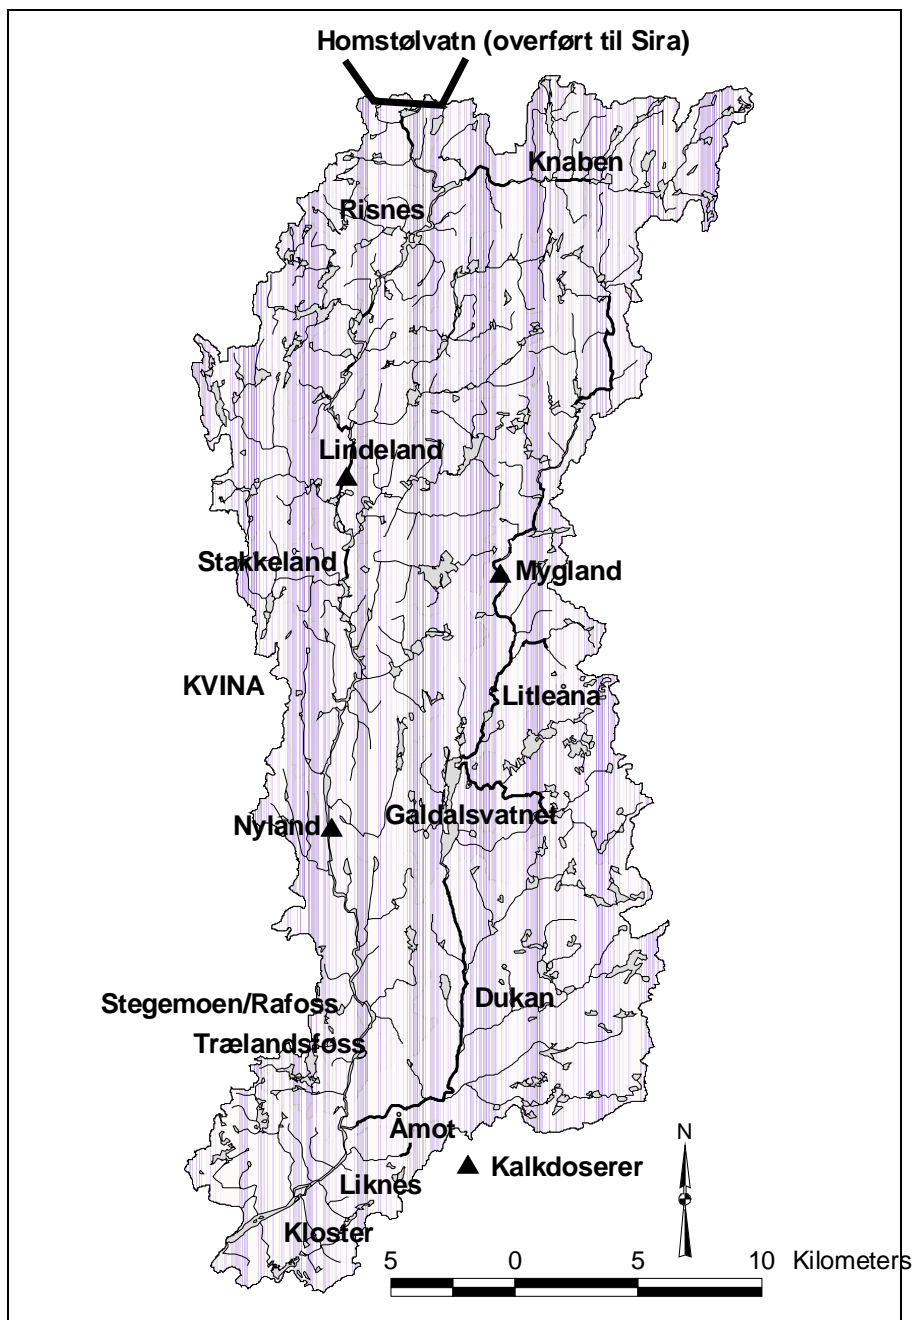 Homstølvatn (overført til Sira)
Knaben
Risnes
Lindeland
Stakkeland
Mygland
KVINA
Litleåna
Galdalsvatnet
Nyland
Dukan
Stegemoen/Rafoss
Trælandsfoss
Åmot
N
Kalkdoserer
Liknes
Kloster
5 0 5 10 Kilometers